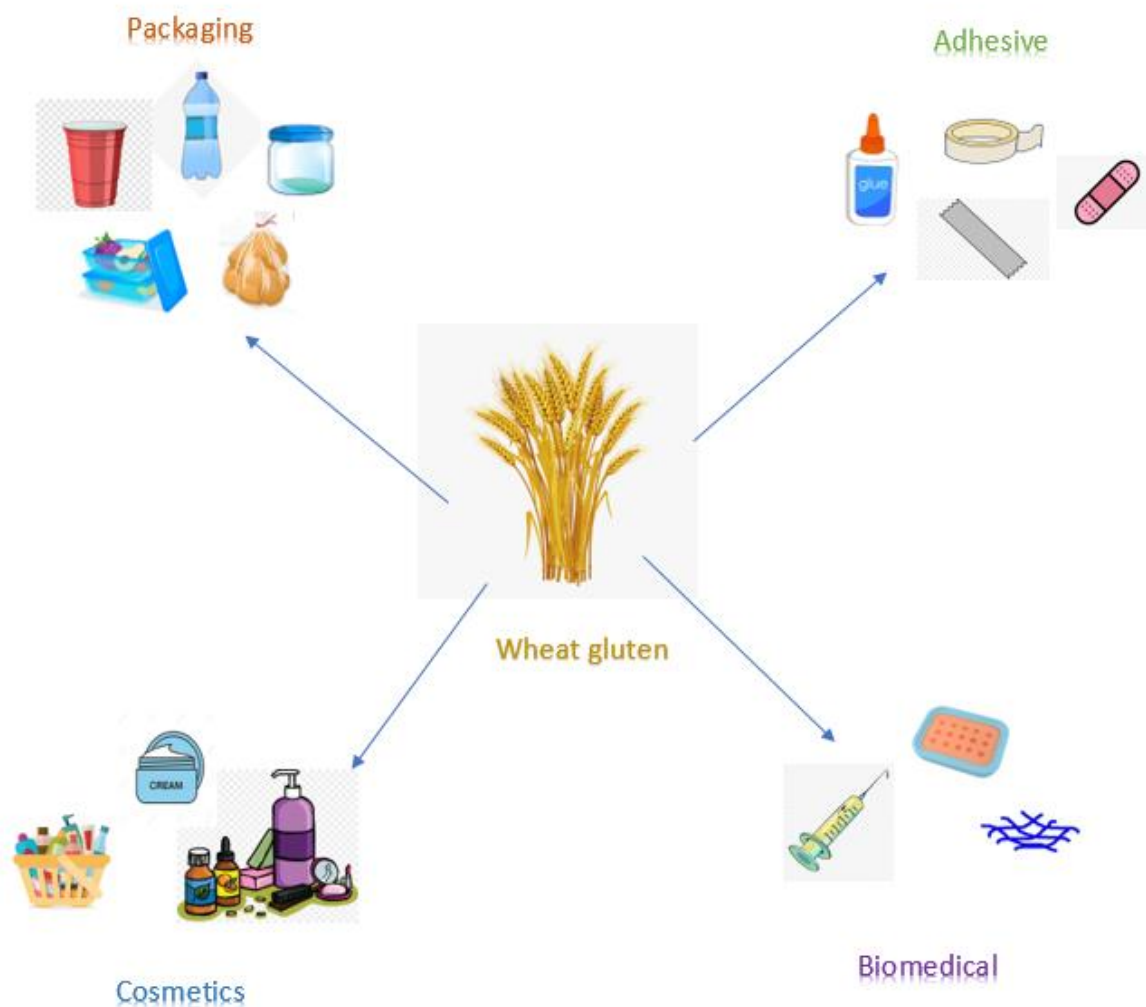 Packaging
Adhesive
glue
Wheat gluten
CREAM
Biomedical
Cosmetics